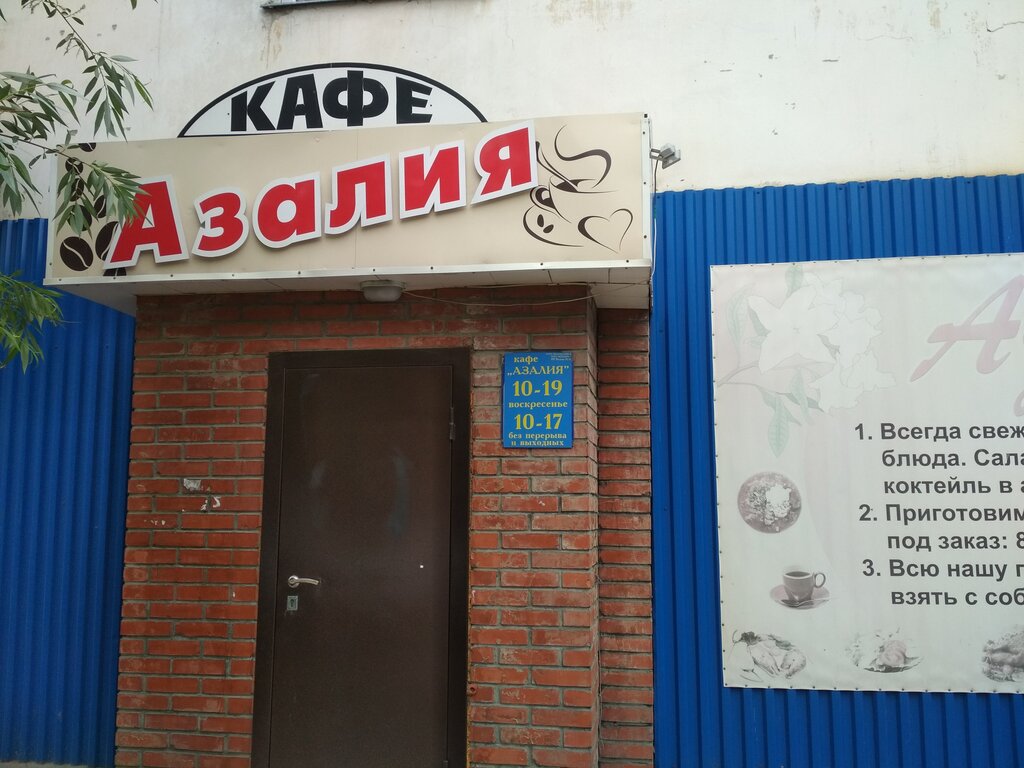 КАФЕ
Азалия
кафе
„АЗАЛИЯ"
10-19
воскресенье
10-17
без перерыва
и выходных
1. Всегда свеж
блюда. Сала
коктейль в а
2. Приготовим
под заказ: 8
3. Всю нашу п
взять с соб